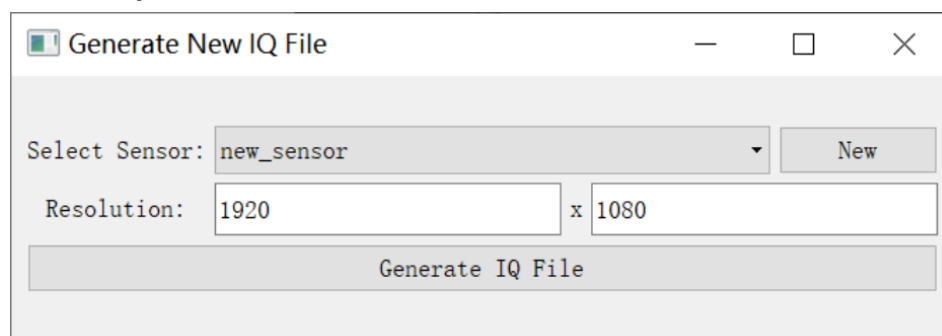 Generate New IQ File
Select Sensor: new_sensor New
Resolution: 1920 x 1080
Generate IQ File